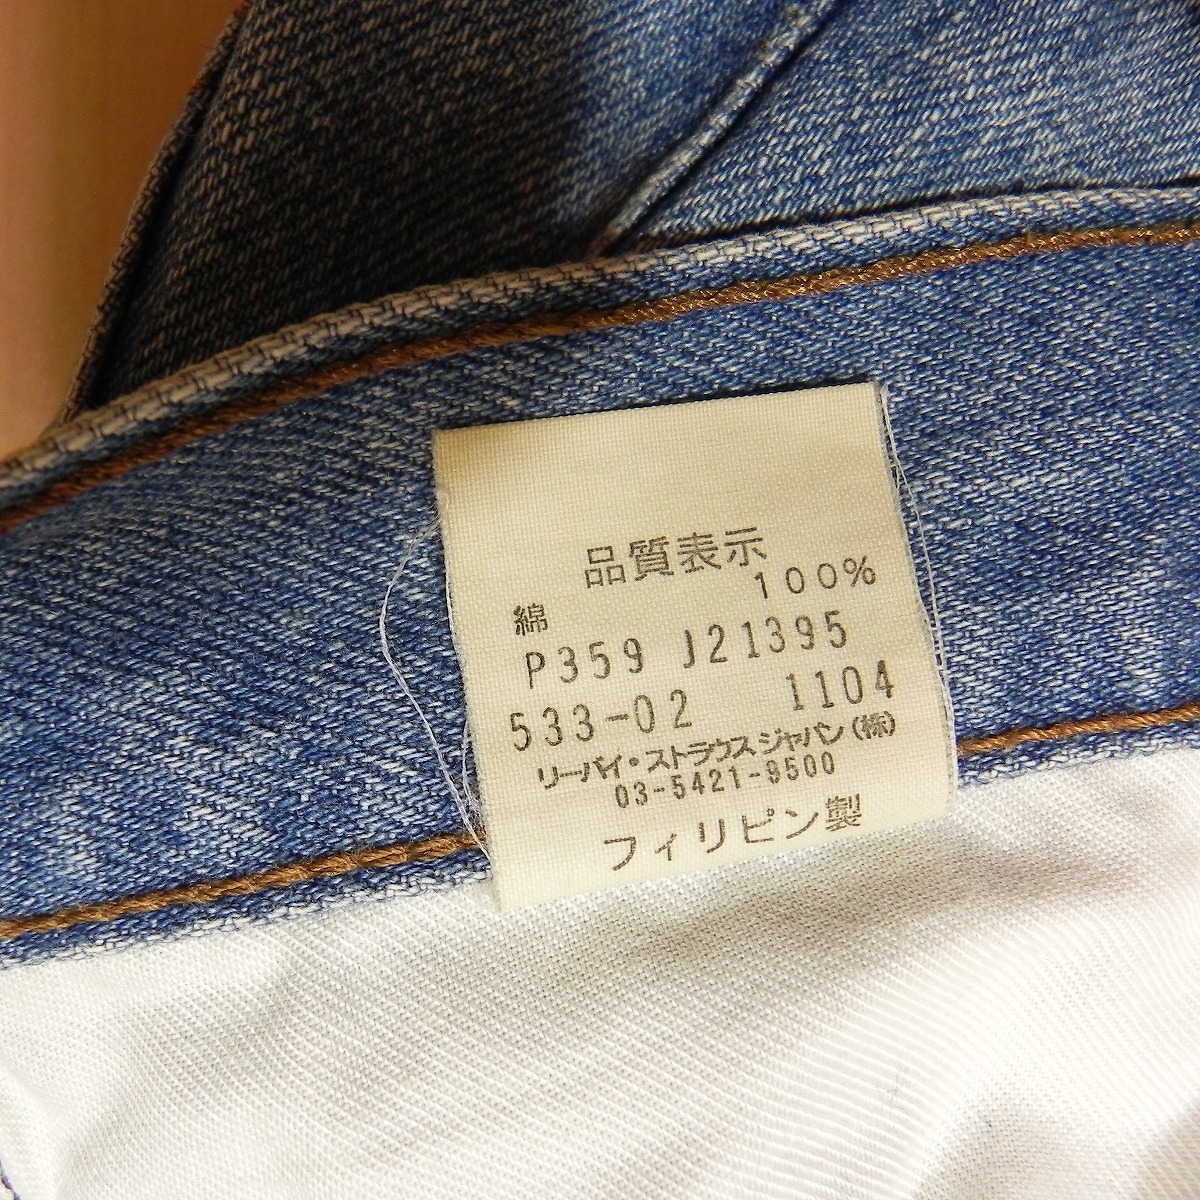 品質表示
綿 100%
P359 J21395
533-02 1104
リーバイ・ストラウス ジャパン(株)
03-5421-9500
フィリピン製